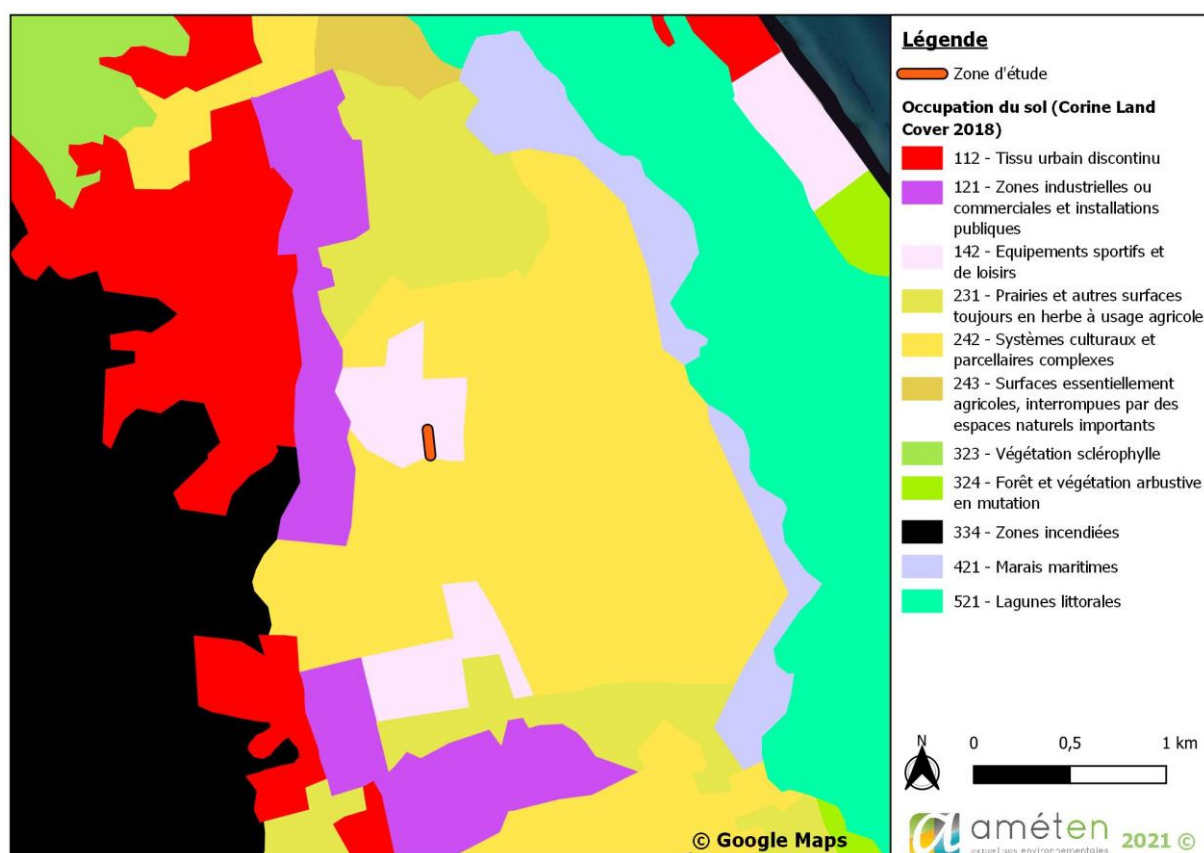 Légende
Zone d'étude
Occupation du sol (Corine Land
Cover 2018)
112 - Tissu urbain discontinu
121 - Zones industrielles ou
commerciales et installations
publiques
142 - Equipements sportifs et
de loisirs
231 - Prairies et autres surfaces
toujours en herbe à usage agricole
242 - Systèmes culturaux et
parcellaires complexes
243 - Surfaces essentiellement
agricoles, interrompues par des
espaces naturels importants
323 - Végétation sclérophylle
324 - Forêt et végétation arbustive
en mutation
334 - Zones incendiées
421 - Marais maritimes
521 - Lagunes littorales
N
0 0,5 1 km
améten 2021 ©
expertises environnementales
© Google Maps